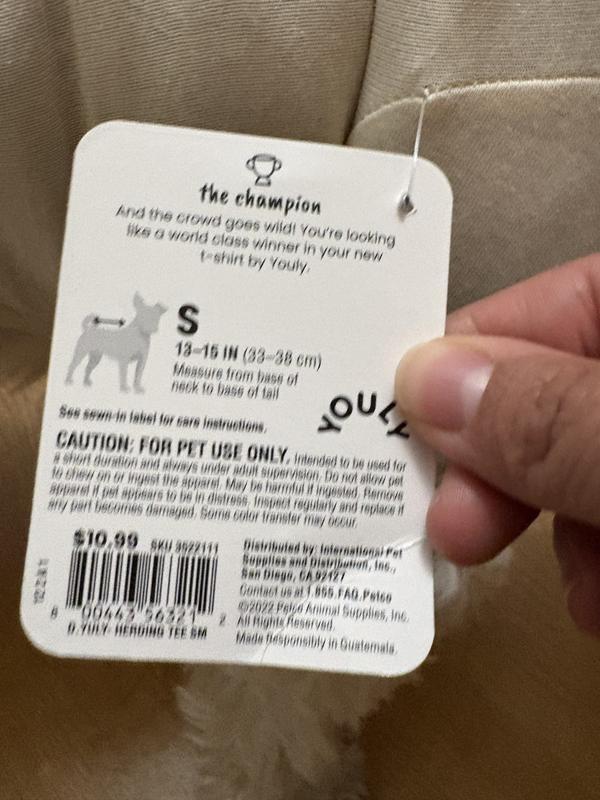 the champion
And the crowd goes wild! You're looking
like a world class winner in your new
t-shirt by Youly.
S
13-15 IN (33-38 cm)
Measure from base of
neck to base of tail
YOULY
See sewn-in label for care instructions.
CAUTION: FOR PET USE ONLY. Intended to be used for
a short duration and always under adult supervision. Do not allow pet
to chew on or ingest the apparel. May be harmful if ingested. Remove
apparel if pet appears to be in distress. Inspect regularly and replace if
any part becomes damaged. Some color transfer may occur.
$10.99 SKU 3522111
8 00443 56321 2
D.YULY- HERDING TEE SM
Distributed by: International Pet
Supplies and Distribution, Inc.,
San Diego, CA 92127
Contact us at 1.855.FAQ.Petco
©2022 Petco Animal Supplies, Inc.
All Rights Reserved.
Made Responsibly in Guatemala.